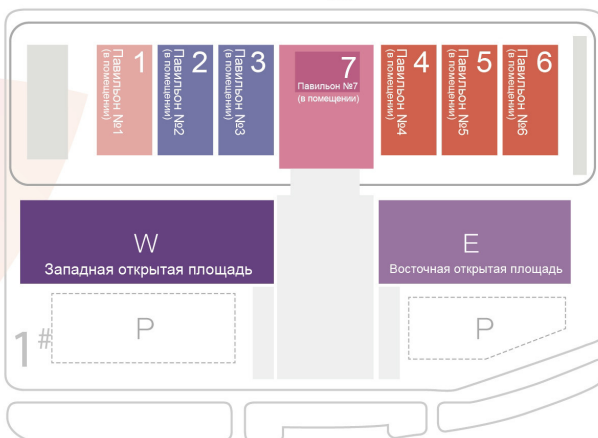 1
Павильон №1
(в помещении)
2
Павильон №2
(в помещении)
3
Павильон №3
(в помещении)
7
Павильон №7
(в помещении)
4
Павильон №4
(в помещении)
5
Павильон №5
(в помещении)
6
Павильон №6
(в помещении)
W
Западная открытая площадь
E
Восточная открытая площадь
P
P
1#